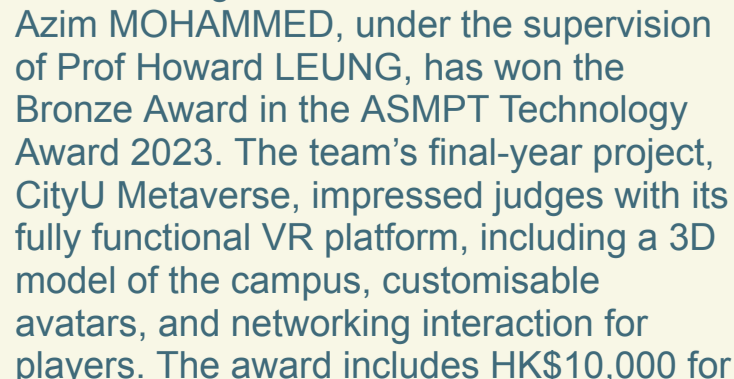 Azim MOHAMMED, under the supervision
of Prof Howard LEUNG, has won the
Bronze Award in the ASMPT Technology
Award 2023. The team’s final-year project,
CityU Metaverse, impressed judges with its
fully functional VR platform, including a 3D
model of the campus, customisable
avatars, and networking interaction for
players. The award includes HK$10,000 for